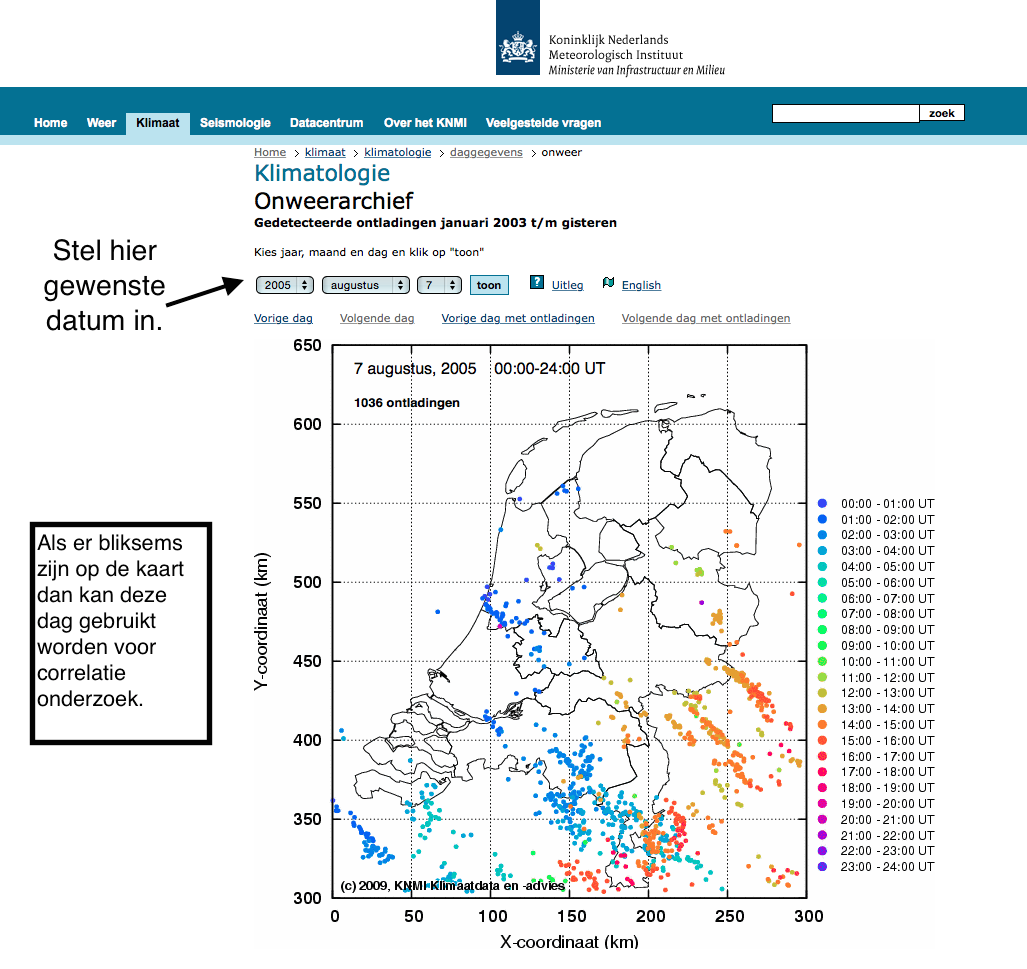 Koninklijk Nederlands
Meteorologisch Instituut
Ministerie van Infrastructuur en Milieu
Home Weer Klimaat Seismologie Datacentrum Over het KNMI Veelgestelde vragen zoek
Home > klimaat > klimatologie > daggegevens > onweer
Klimatologie
Onweerarchief
Gedetecteerde ontladingen januari 2003 t/m gisteren
Kies jaar, maand en dag en klik op "toon"
Stel hier
gewenste
datum in.
2005 augustus 7 toon ? Uitleg English
Vorige dag Volgende dag Vorige dag met ontladingen Volgende dag met ontladingen
7 augustus, 2005 00:00-24:00 UT
1036 ontladingen
650
600
550
500
450
400
350
300
Y-coordinaat (km)
0 50 100 150 200 250 300
X-coordinaat (km)
(c) 2009, KNMI Klimaatdata en -advies
00:00 - 01:00 UT
01:00 - 02:00 UT
02:00 - 03:00 UT
03:00 - 04:00 UT
04:00 - 05:00 UT
05:00 - 06:00 UT
06:00 - 07:00 UT
07:00 - 08:00 UT
08:00 - 09:00 UT
09:00 - 10:00 UT
10:00 - 11:00 UT
11:00 - 12:00 UT
12:00 - 13:00 UT
13:00 - 14:00 UT
14:00 - 15:00 UT
15:00 - 16:00 UT
16:00 - 17:00 UT
17:00 - 18:00 UT
18:00 - 19:00 UT
19:00 - 20:00 UT
20:00 - 21:00 UT
21:00 - 22:00 UT
22:00 - 23:00 UT
23:00 - 24:00 UT
Als er bliksems
zijn op de kaart
dan kan deze
dag gebruikt
worden voor
correlatie
onderzoek.